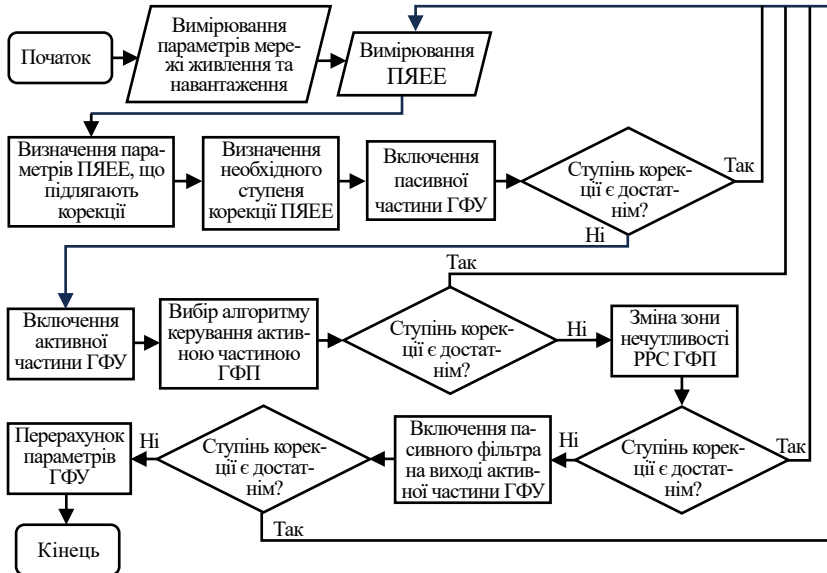 Початок
Вимірювання
параметрів мере-
жі живлення та
навантаження
Вимірювання
ПЯЕЕ
Визначення пара-
метрів ПЯЕЕ, що
підлягають
корекції
Визначення
необхідного
ступеня
корекції ПЯЕЕ
Включення
пасивної
частини ГФУ
Ступінь корек-
ції є достат-
нім?
Так
Ні
Включення
активної
частини ГФУ
Вибір алгоритму
керування актив-
ною частиною
ГФП
Ступінь корек-
ції є достат-
нім?
Так
Ні
Зміна зони
нечутливості
РРС ГФП
Ступінь корек-
ції є достат-
нім?
Так
Ні
Включення па-
сивного фільтра
на виході актив-
ної частини ГФУ
Ступінь корек-
ції є достат-
нім?
Ні
Так
Перерахунок
параметрів
ГФУ
Кінець